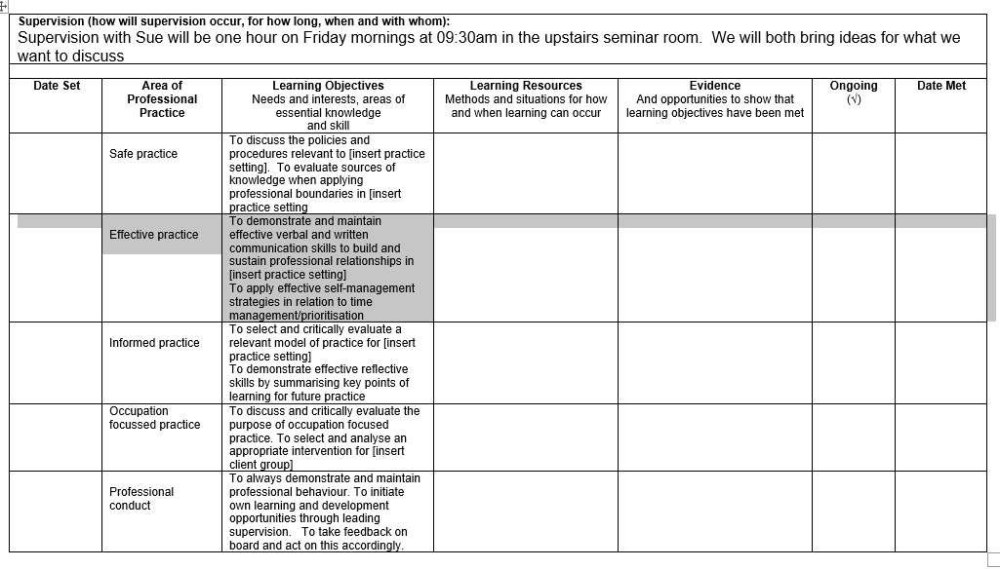 Supervision (how will supervision occur, for how long, when and with whom):
Supervision with Sue will be one hour on Friday mornings at 09:30am in the upstairs seminar room.  We will both bring ideas for what we
want to discuss
Date Set
Area of
Professional
Practice
Learning Objectives
Needs and interests, areas of
essential knowledge
and skill
Learning Resources
Methods and situations for how
and when learning can occur
Evidence
And opportunities to show that
learning objectives have been met
Ongoing
(√)
Date Met
Safe practice
To discuss the policies and
procedures relevant to [insert practice
setting].  To evaluate sources of
knowledge when applying
professional boundaries in [insert
practice setting
Effective practice
To demonstrate and maintain
effective verbal and written
communication skills to build and
sustain professional relationships in
[insert practice setting]
To apply effective self-management
strategies in relation to time
management/prioritisation
Informed practice
To select and critically evaluate a
relevant model of practice for [insert
practice setting]
To demonstrate effective reflective
skills by summarising key points of
learning for future practice
Occupation
focussed practice
To discuss and critically evaluate the
purpose of occupation focused
practice. To select and analyse an
appropriate intervention for [insert
client group]
Professional
conduct
To always demonstrate and maintain
professional behaviour. To initiate
own learning and development
opportunities through leading
supervision.   To take feedback on
board and act on this accordingly.